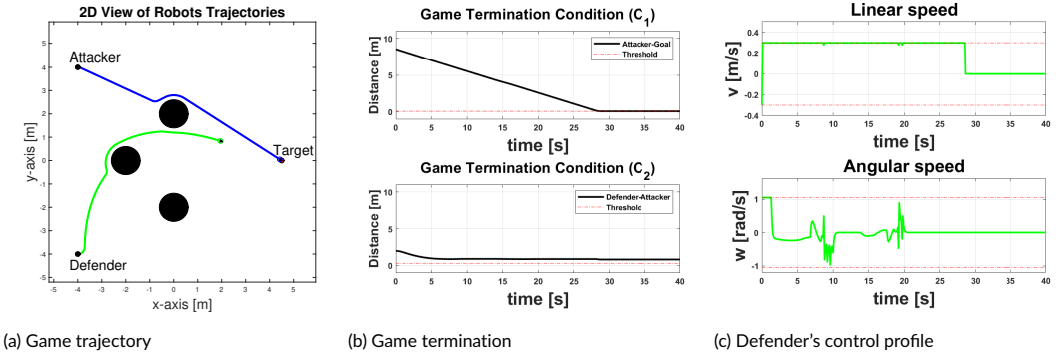 2D View of Robots Trajectories
5
4
3
2
1
0
-1
-2
-3
-4
-5
Attacker
Target
Defender
-5 -4 -3 -2 -1 0 1 2 3 4 5
y-axis [m]
x-axis [m]
(a) Game trajectory
Game Termination Condition (C1)
Distance [m]
10
5
0
Attacker-Goal
Threshold
0 5 10 15 20 25 30 35 40
time [s]
Game Termination Condition (C2)
Distance [m]
10
5
0
Defender-Attacker
Threshold
0 5 10 15 20 25 30 35 40
time [s]
(b) Game termination
Linear speed
v [m/s]
0.4
0.2
0
-0.2
-0.4
0 5 10 15 20 25 30 35 40
time [s]
Angular speed
w [rad/s]
1
0
-1
0 5 10 15 20 25 30 35 40
time [s]
(c) Defender's control profile